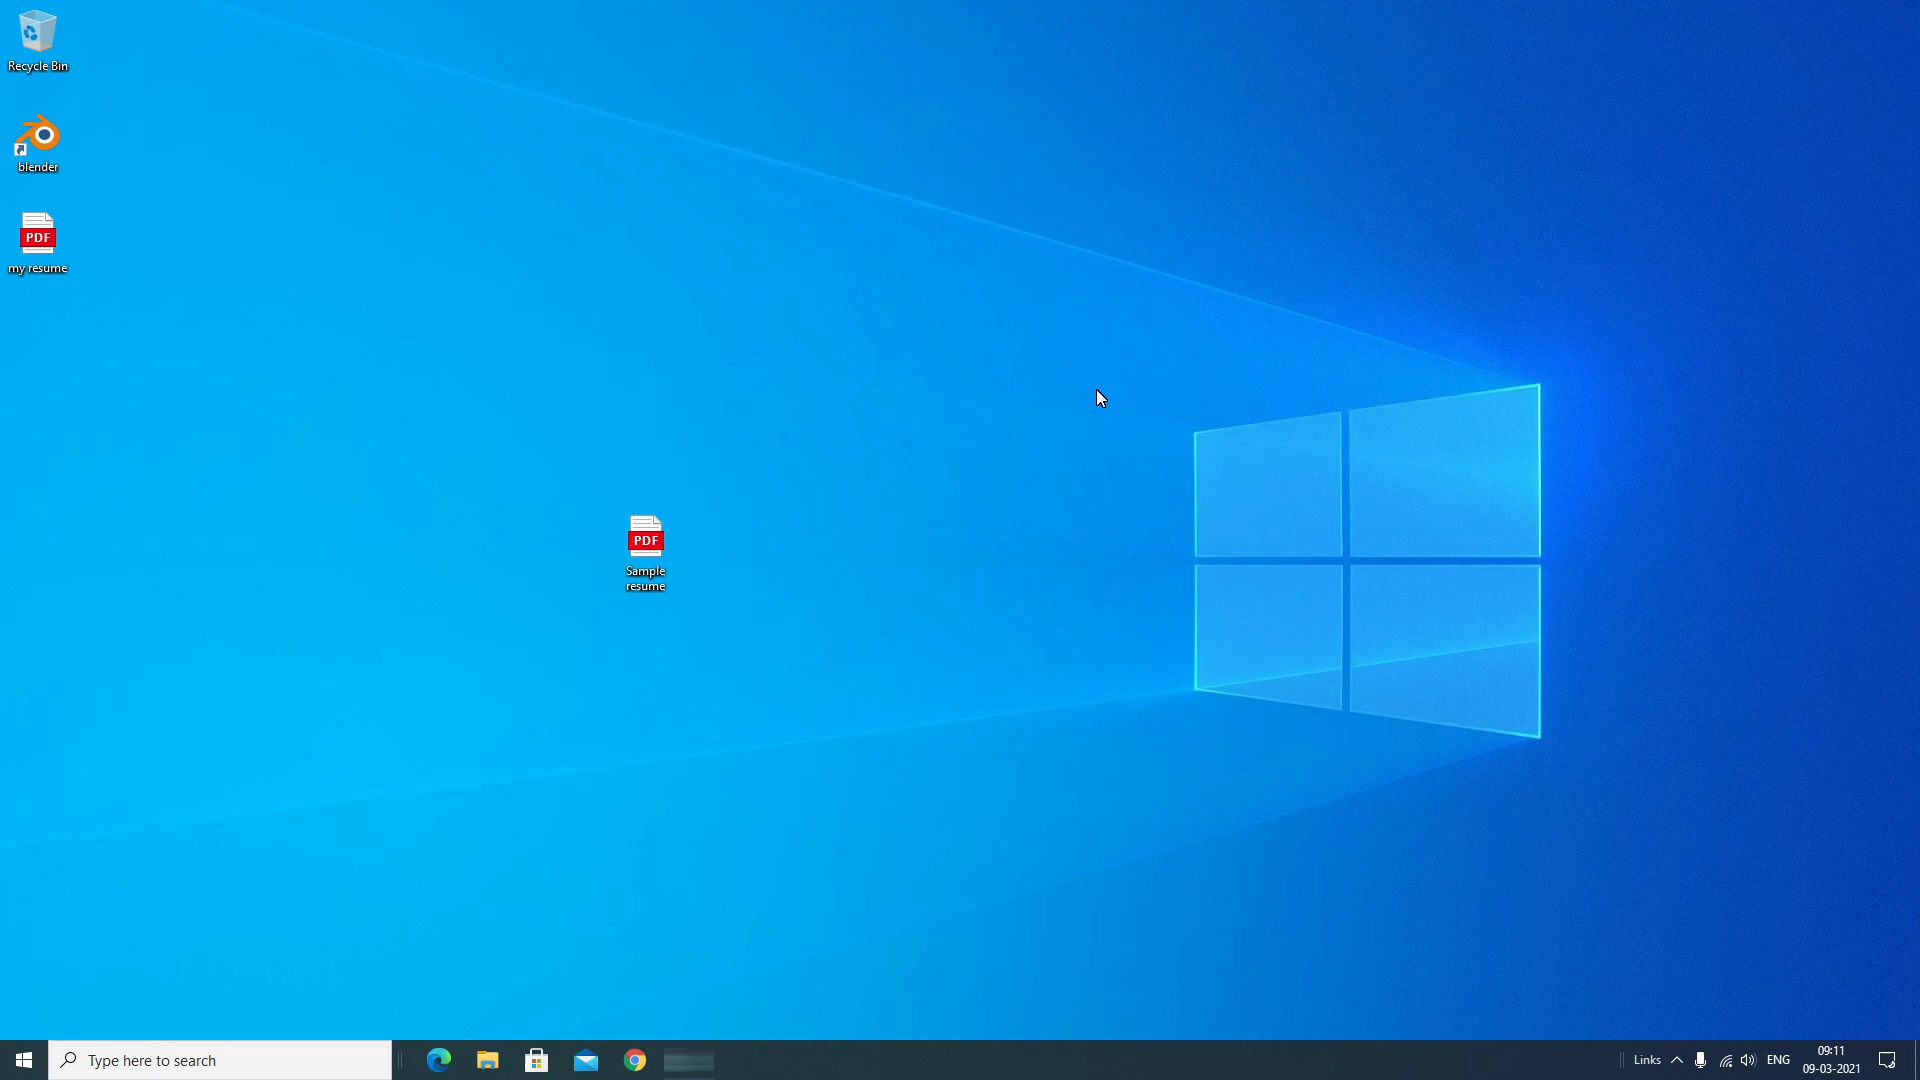 Recycle Bin
blender
PDF
my resume
PDF
Sample
resume
Type here to search
Links
ENG
09:11
09-03-2021